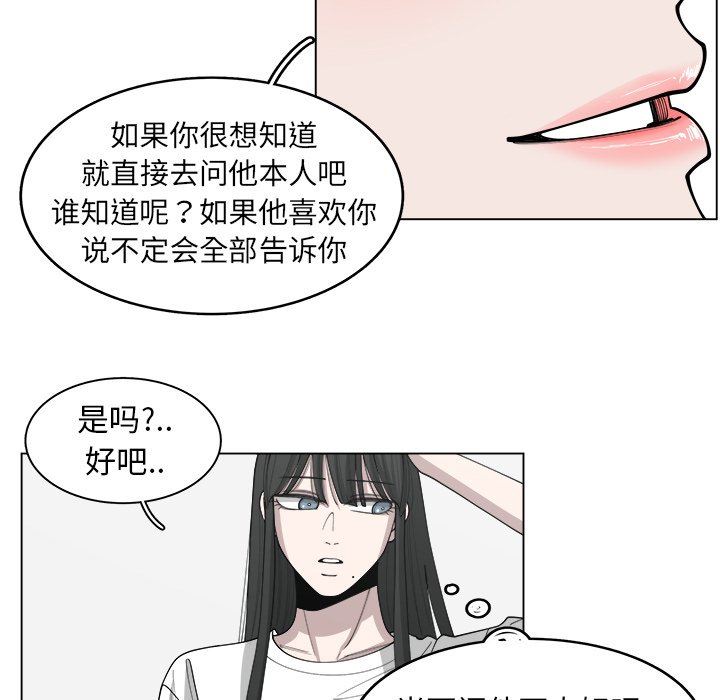 如果你很想知道
就直接去问他本人吧
谁知道呢？如果他喜欢你
说不定会全部告诉你
是吗?..
好吧..